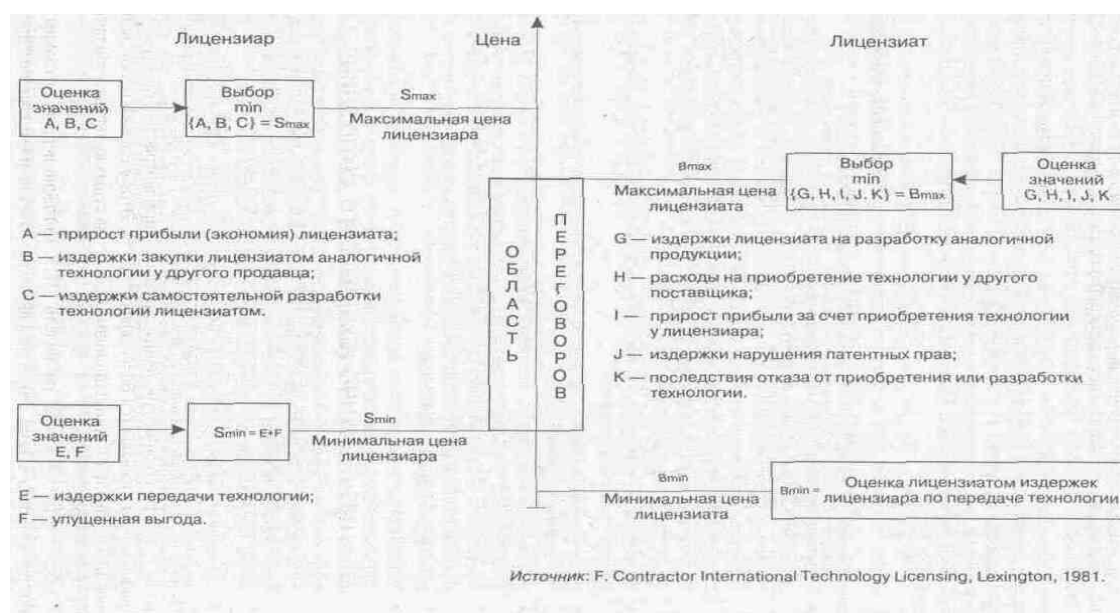 Лицензиар
Цена
Лицензиат
Оценка
значений
A, B, C
Выбор
min
{A, B, C} = Smax
Smax
Максимальная цена
лицензиара
Bmax
Максимальная цена
лицензиата
Выбор
min
{G, H, I, J. K} = Bmax
Оценка
значений
G, H, I, J, K
A — прирост прибыли (экономия) лицензиата;
B — издержки закупки лицензиатом аналогичной
технологии у другого продавца;
C — издержки самостоятельной разработки
технологии лицензиатом.
ОБЛАСТЬ
ПЕРЕГОВОРОВ
G — издержки лицензиата на разработку аналогичной
продукции;
H — расходы на приобретение технологии у другого
поставщика;
I — прирост прибыли за счет приобретения технологии
у лицензиара;
J — издержки нарушения патентных прав;
K — последствия отказа от приобретения или разработки
технологии.
Оценка
значений
E, F
Smin = E+F
Smin
Минимальная цена
лицензиара
Bmin
Минимальная цена
лицензиата
Bmin =
Оценка лицензиатом издержек
лицензиара по передаче технологии
E — издержки передачи технологии;
F — упущенная выгода.
Источник: F. Contractor International Technology Licensing, Lexington, 1981.